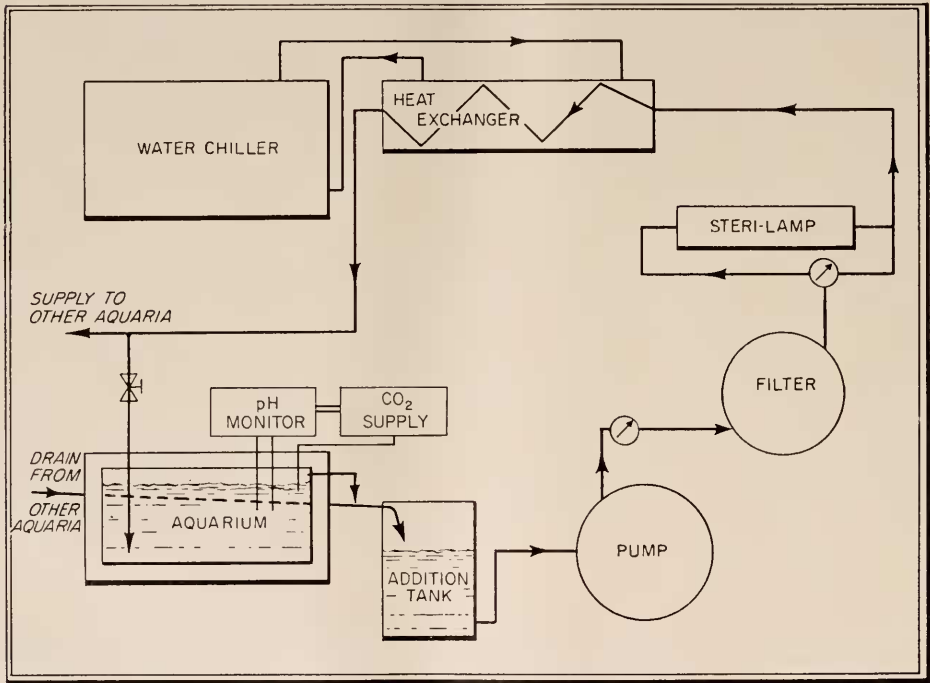 WATER CHILLER
HEAT
EXCHANGER
STERI-LAMP
SUPPLY TO
OTHER AQUARIA
FILTER
pH
MONITOR
CO₂
SUPPLY
DRAIN
FROM
OTHER
AQUARIA
AQUARIUM
ADDITION
TANK
PUMP